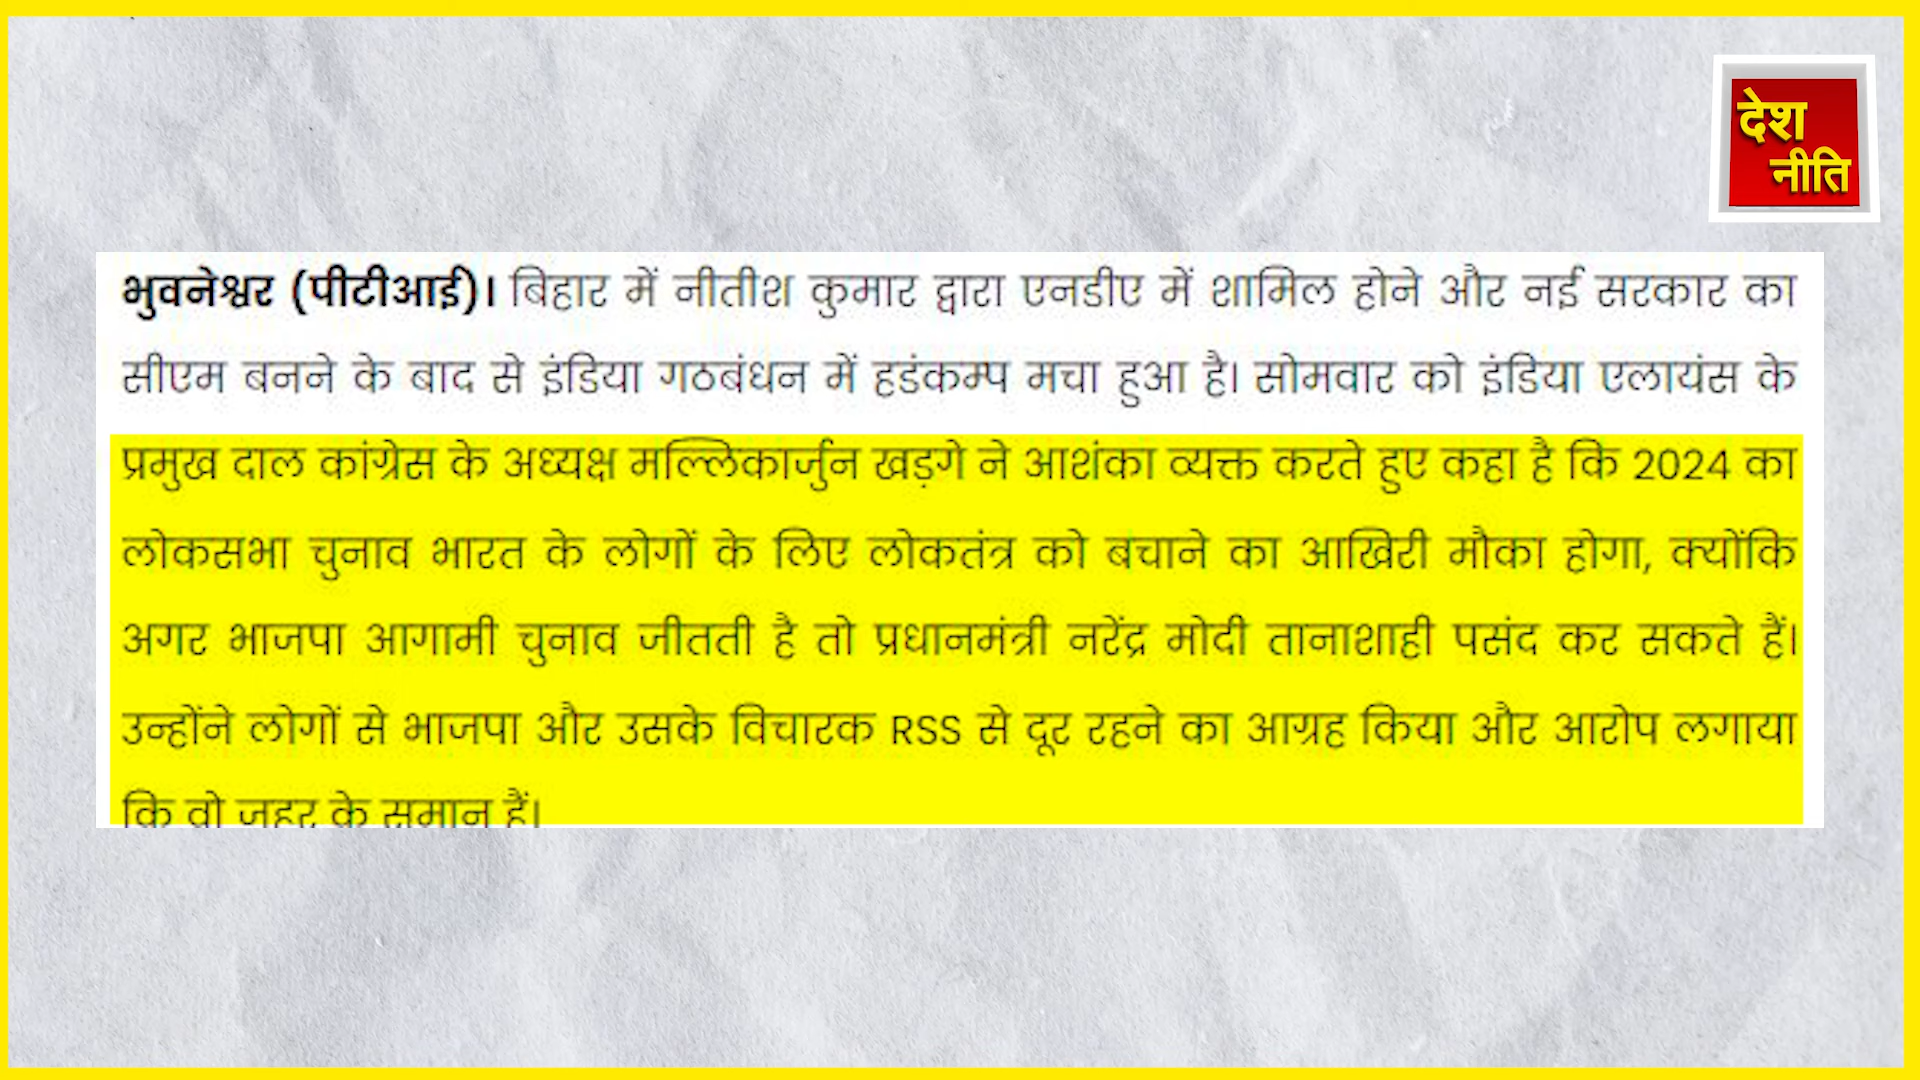 देश
नीति
भुवनेश्वर (पीटीआई)। बिहार में नीतीश कुमार द्वारा एनडीए में शामिल होने और नई सरकार का
सीएम बनने के बाद से इंडिया गठबंधन में हडंकम्प मचा हुआ है। सोमवार को इंडिया एलायंस के
प्रमुख दाल कांग्रेस के अध्यक्ष मल्लिकार्जुन खड़गे ने आशंका व्यक्त करते हुए कहा है कि 2024 का
लोकसभा चुनाव भारत के लोगों के लिए लोकतंत्र को बचाने का आखिरी मौका होगा, क्योंकि
अगर भाजपा आगामी चुनाव जीतती है तो प्रधानमंत्री नरेंद्र मोदी तानाशाही पसंद कर सकते हैं।
उन्होंने लोगों से भाजपा और उसके विचारक RSS से दूर रहने का आग्रह किया और आरोप लगाया
कि वो जहर के समान हैं।